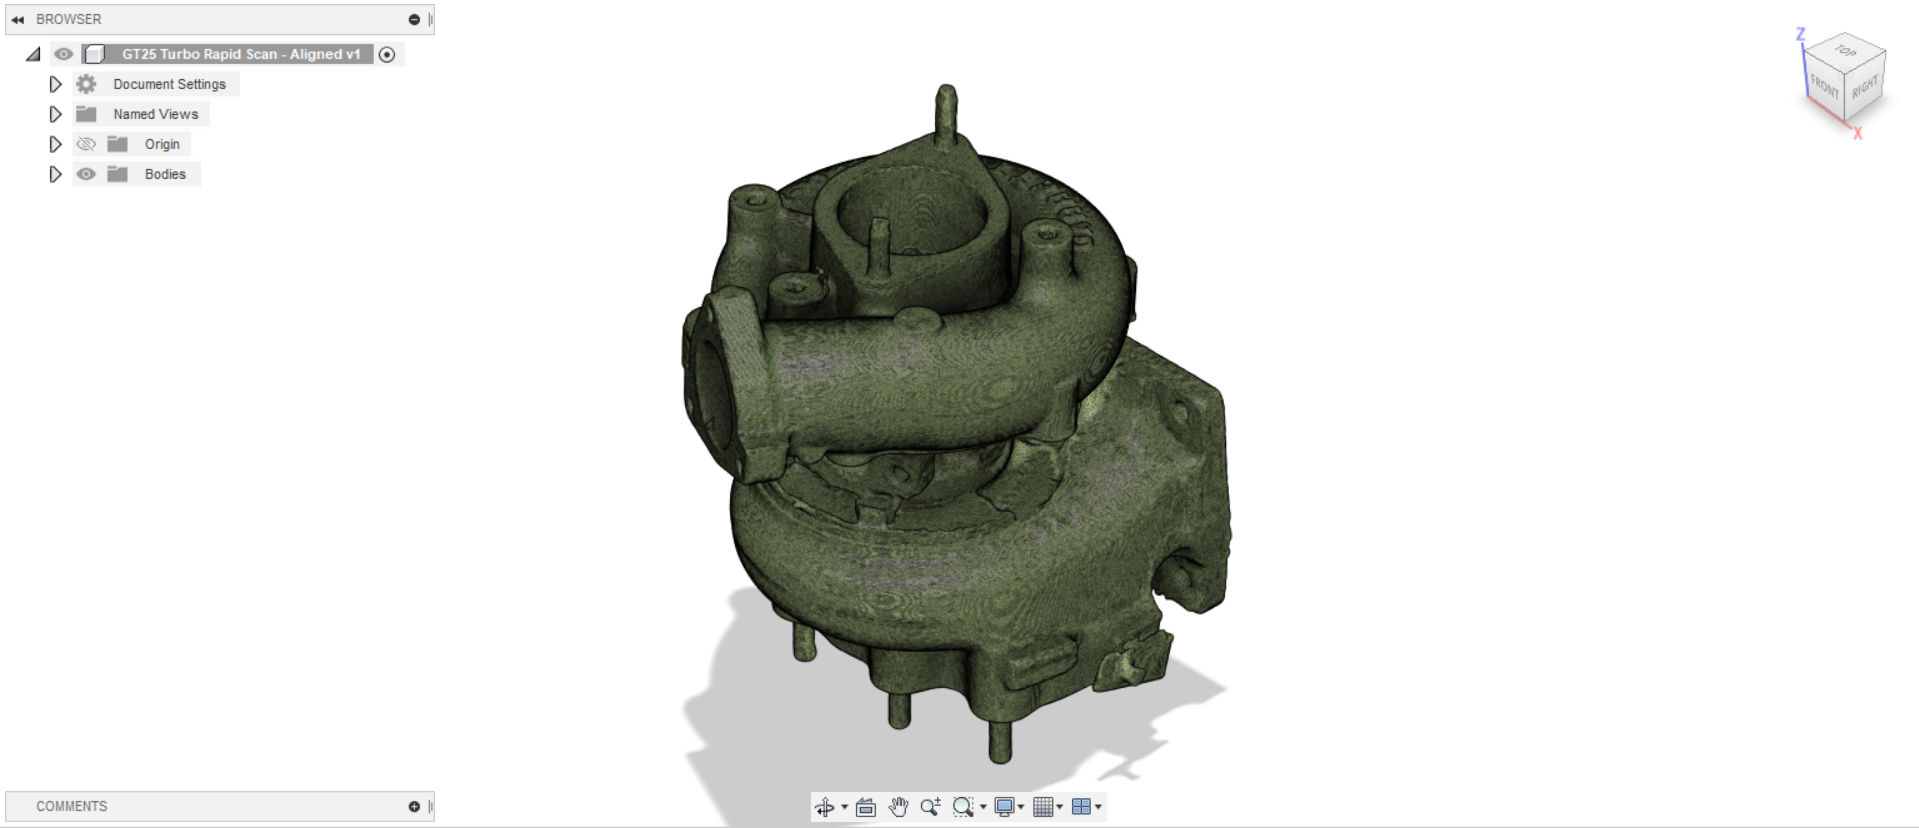 BROWSER
GT25 Turbo Rapid Scan - Aligned v1
Document Settings
Named Views
Origin
Bodies
Z
TOP
FRONT
RIGHT
X
COMMENTS